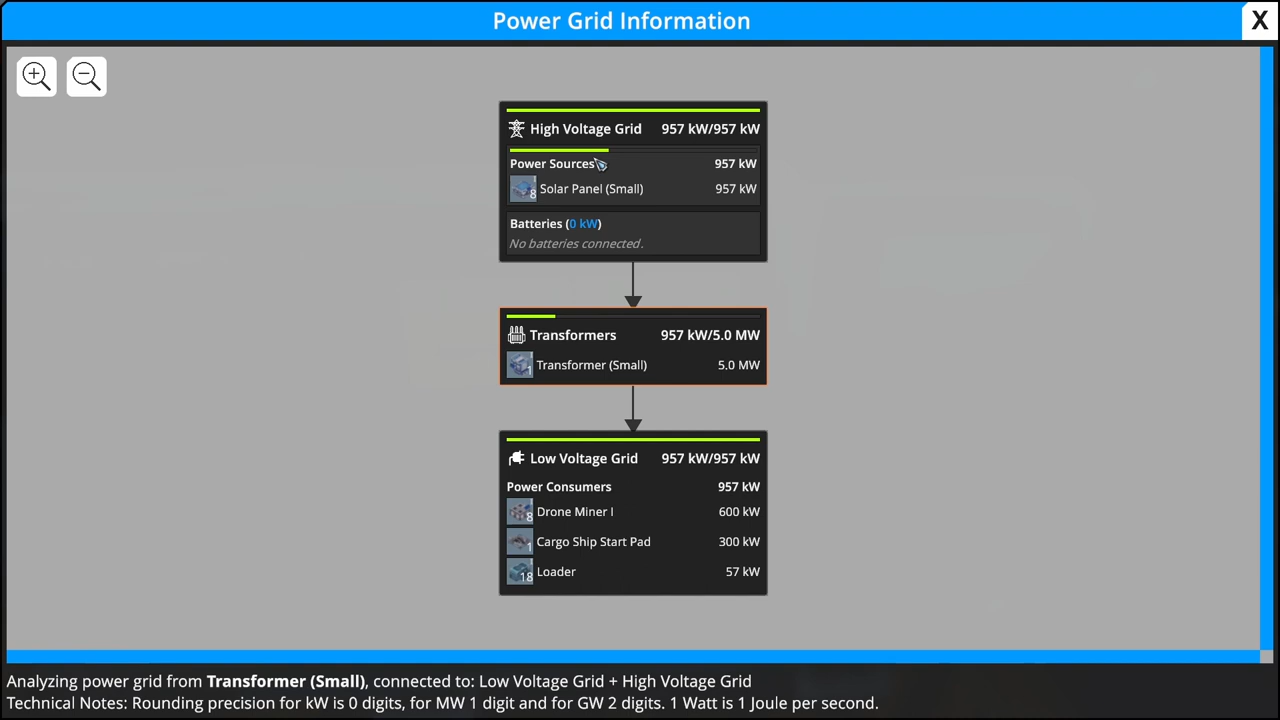 Power Grid Information
X
High Voltage Grid 957 kW/957 kW
Power Sources 957 kW
8 Solar Panel (Small) 957 kW
Batteries (0 kW)
No batteries connected.
Transformers 957 kW/5.0 MW
1 Transformer (Small) 5.0 MW
Low Voltage Grid 957 kW/957 kW
Power Consumers 957 kW
8 Drone Miner I 600 kW
1 Cargo Ship Start Pad 300 kW
18 Loader 57 kW
Analyzing power grid from Transformer (Small), connected to: Low Voltage Grid + High Voltage Grid
Technical Notes: Rounding precision for kW is 0 digits, for MW 1 digit and for GW 2 digits. 1 Watt is 1 Joule per second.